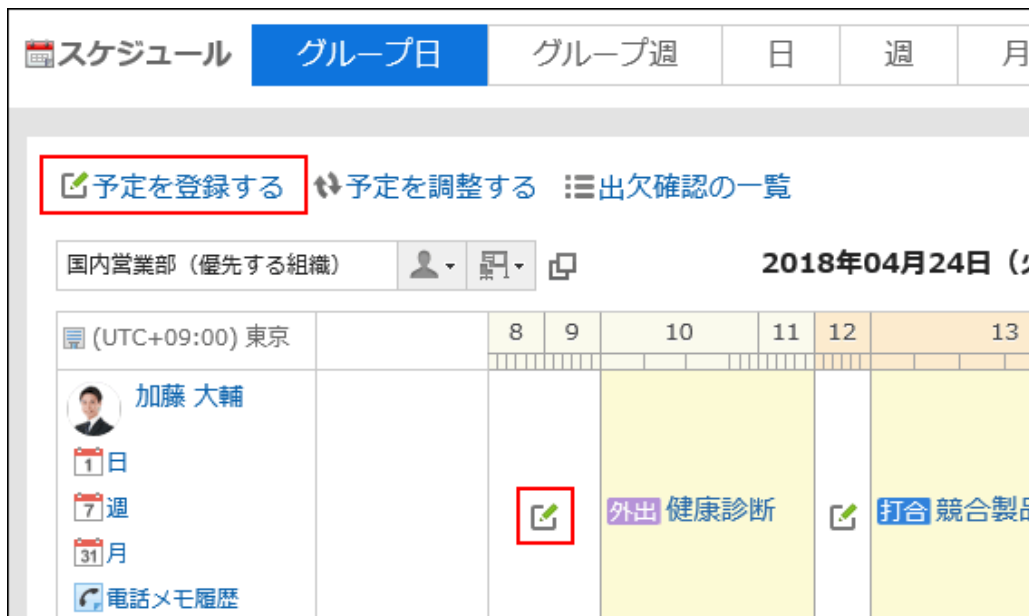 スケジュール グループ日 グループ週 日 週 月
予定を登録する 予定を調整する 出欠確認の一覧
国内営業部（優先する組織） 2018年04月24日（
(UTC+09:00) 東京 8 9 10 11 12 13
加藤 大輔
1 日
7 週 外出 健康診断 打合 競合製品
31 月
電話メモ履歴